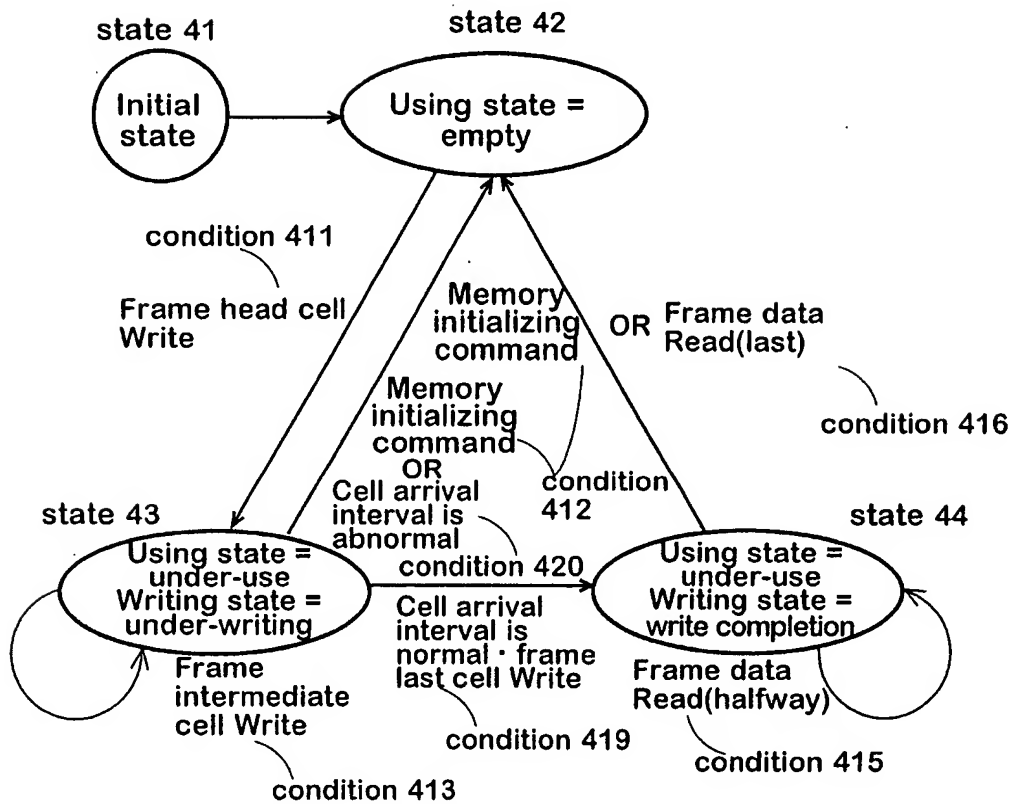 state 41
state 42
Initial
state
Using state =
empty
condition 411
Frame head cell
Write
Memory
initializing
command
OR Frame data
Read(last)
condition 416
Memory
initializing
command
OR
Cell arrival
interval is
abnormal
condition
412
condition 420
state 43
Using state =
under-use
Writing state =
under-writing
state 44
Using state =
under-use
Writing state =
write completion
Frame
intermediate
cell Write
condition 413
Cell arrival
interval is
normal · frame
last cell Write
condition 419
Frame data
Read(halfway)
condition 415